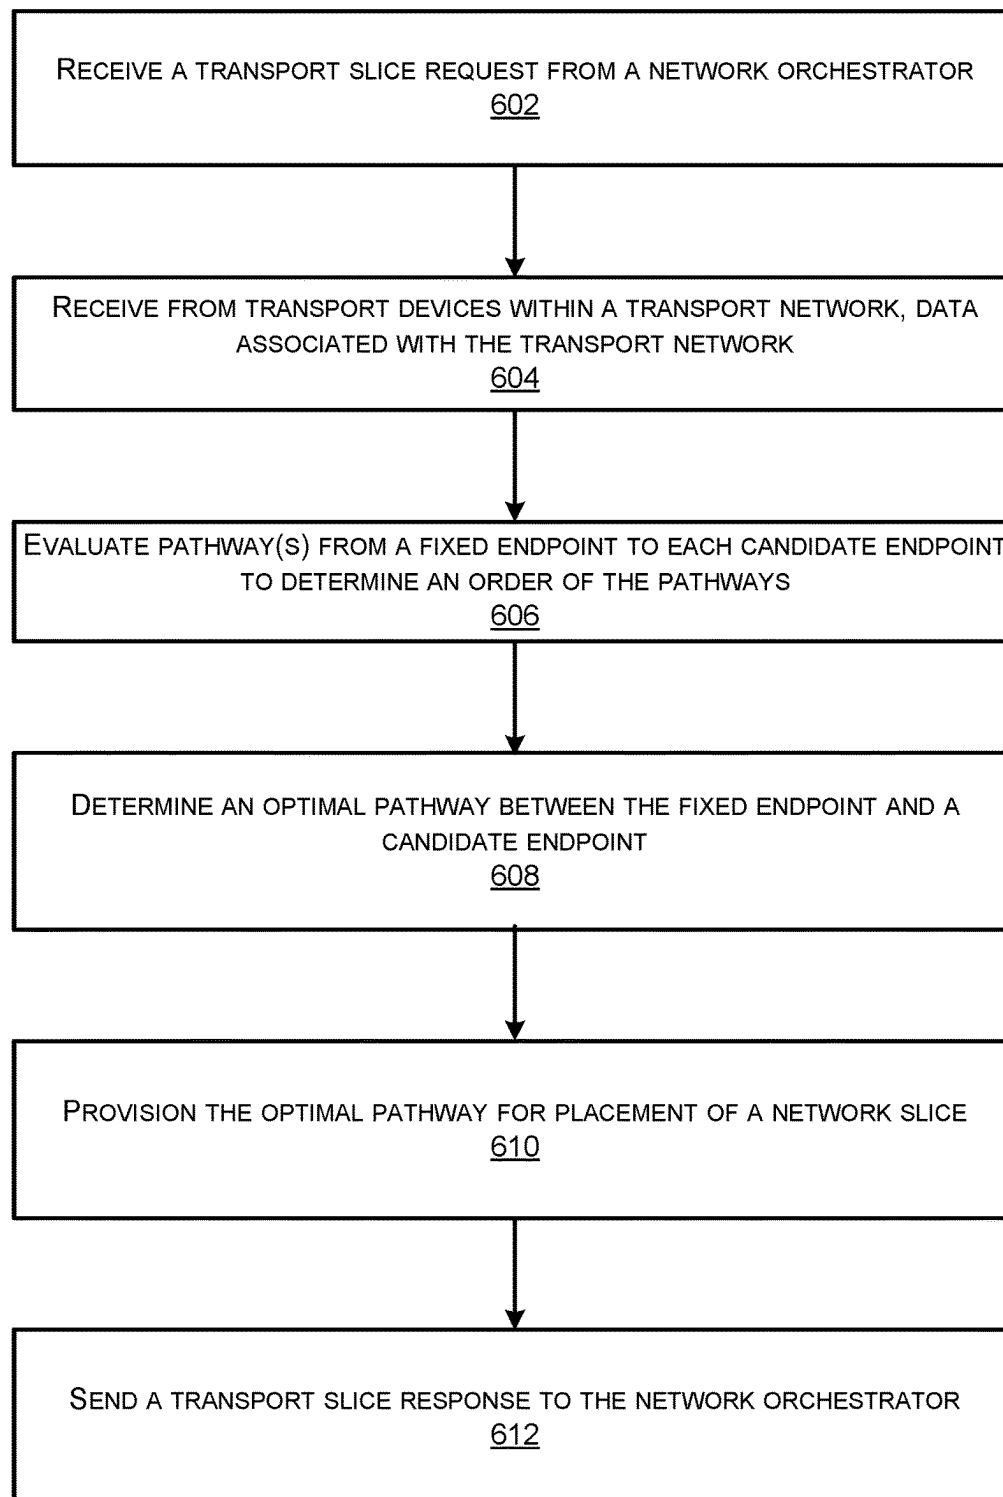 RECEIVE A TRANSPORT SLICE REQUEST FROM A NETWORK ORCHESTRATOR
602
RECEIVE FROM TRANSPORT DEVICES WITHIN A TRANSPORT NETWORK, DATA
ASSOCIATED WITH THE TRANSPORT NETWORK
604
EVALUATE PATHWAY(S) FROM A FIXED ENDPOINT TO EACH CANDIDATE ENDPOINT
TO DETERMINE AN ORDER OF THE PATHWAYS
606
DETERMINE AN OPTIMAL PATHWAY BETWEEN THE FIXED ENDPOINT AND A
CANDIDATE ENDPOINT
608
PROVISION THE OPTIMAL PATHWAY FOR PLACEMENT OF A NETWORK SLICE
610
SEND A TRANSPORT SLICE RESPONSE TO THE NETWORK ORCHESTRATOR
612